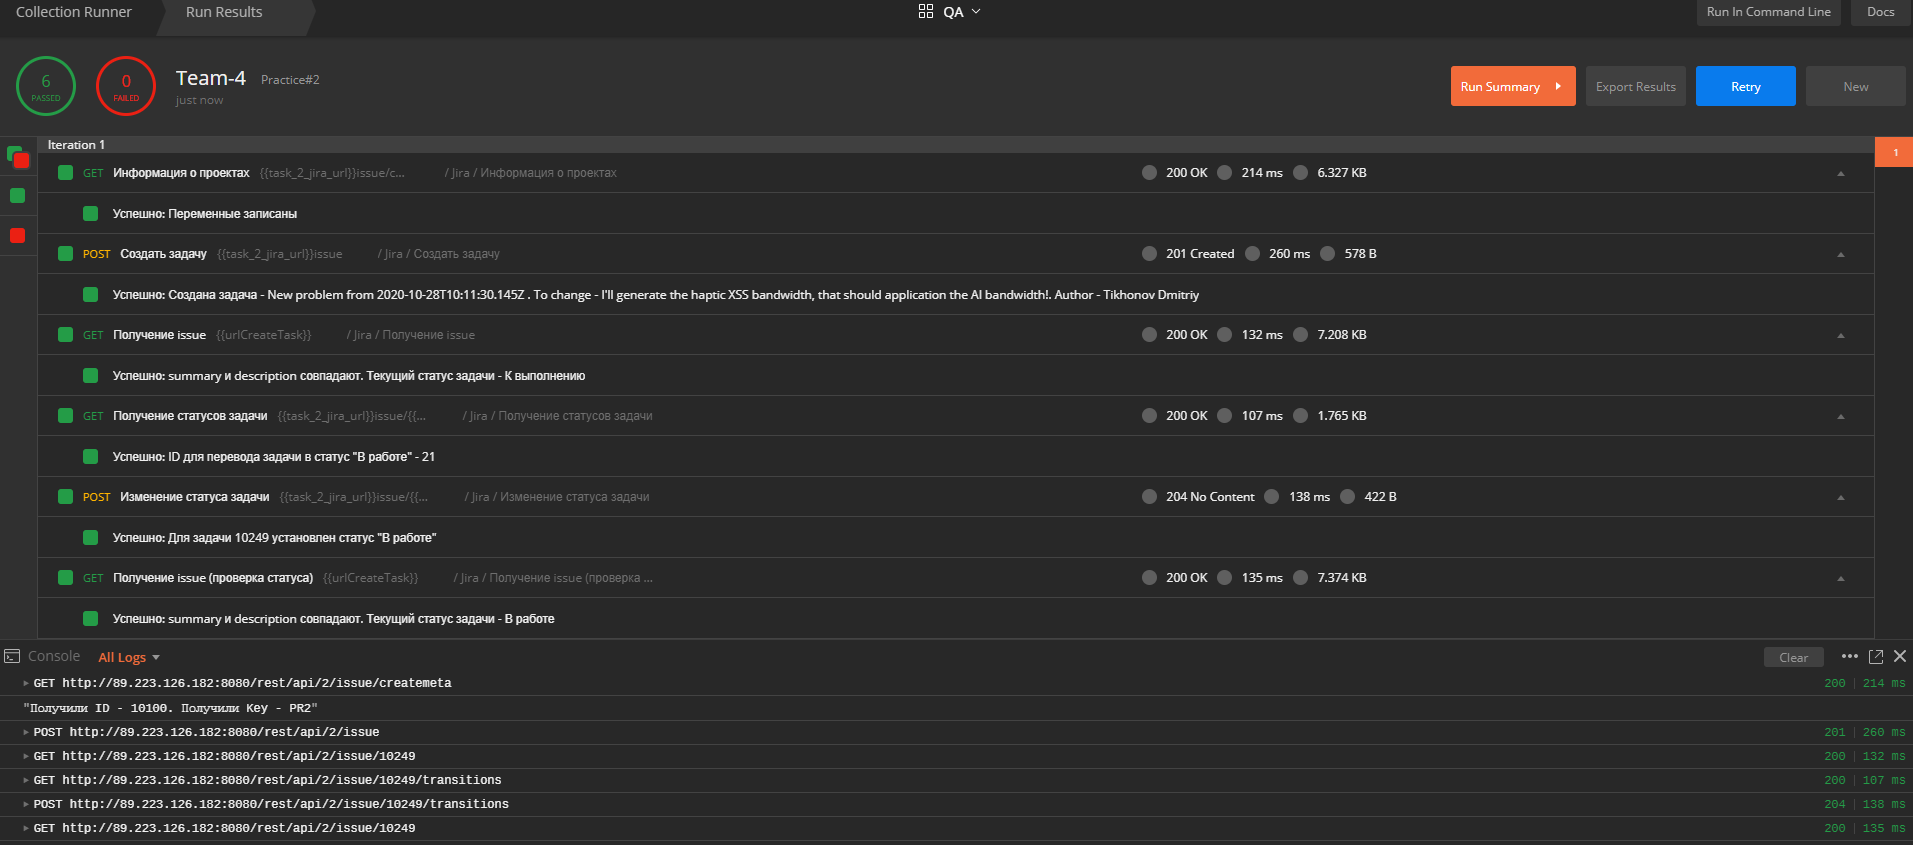 Collection Runner Run Results QA Run In Command Line Docs
6 PASSED 0 FAILED Team-4 Practice#2 just now Run Summary Export Results Retry New
Iteration 1 1
GET Информация о проектах {{task_2_jira_url}}issue/c... / Jira / Информация о проектах 200 OK 214 ms 6.327 KB
Успешно: Переменные записаны
POST Создать задачу {{task_2_jira_url}}issue / Jira / Создать задачу 201 Created 260 ms 578 B
Успешно: Создана задача - New problem from 2020-10-28T10:11:30.145Z . To change - I'll generate the haptic XSS bandwidth, that should application the AI bandwidth!. Author - Tikhonov Dmitriy
GET Получение issue {{urlCreateTask}} / Jira / Получение issue 200 OK 132 ms 7.208 KB
Успешно: summary и description совпадают. Текущий статус задачи - К выполнению
GET Получение статусов задачи {{task_2_jira_url}}issue/{{... / Jira / Получение статусов задачи 200 OK 107 ms 1.765 KB
Успешно: ID для перевода задачи в статус "В работе" - 21
POST Изменение статуса задачи {{task_2_jira_url}}issue/{{... / Jira / Изменение статуса задачи 204 No Content 138 ms 422 B
Успешно: Для задачи 10249 установлен статус "В работе"
GET Получение issue (проверка статуса) {{urlCreateTask}} / Jira / Получение issue (проверка ... 200 OK 135 ms 7.374 KB
Успешно: summary и description совпадают. Текущий статус задачи - В работе
Console All Logs Clear
GET http://89.223.126.182:8080/rest/api/2/issue/createmeta 200 | 214 ms
"Получили ID - 10100. Получили Key - PR2"
POST http://89.223.126.182:8080/rest/api/2/issue 201 | 260 ms
GET http://89.223.126.182:8080/rest/api/2/issue/10249 200 | 132 ms
GET http://89.223.126.182:8080/rest/api/2/issue/10249/transitions 200 | 107 ms
POST http://89.223.126.182:8080/rest/api/2/issue/10249/transitions 204 | 138 ms
GET http://89.223.126.182:8080/rest/api/2/issue/10249 200 | 135 ms